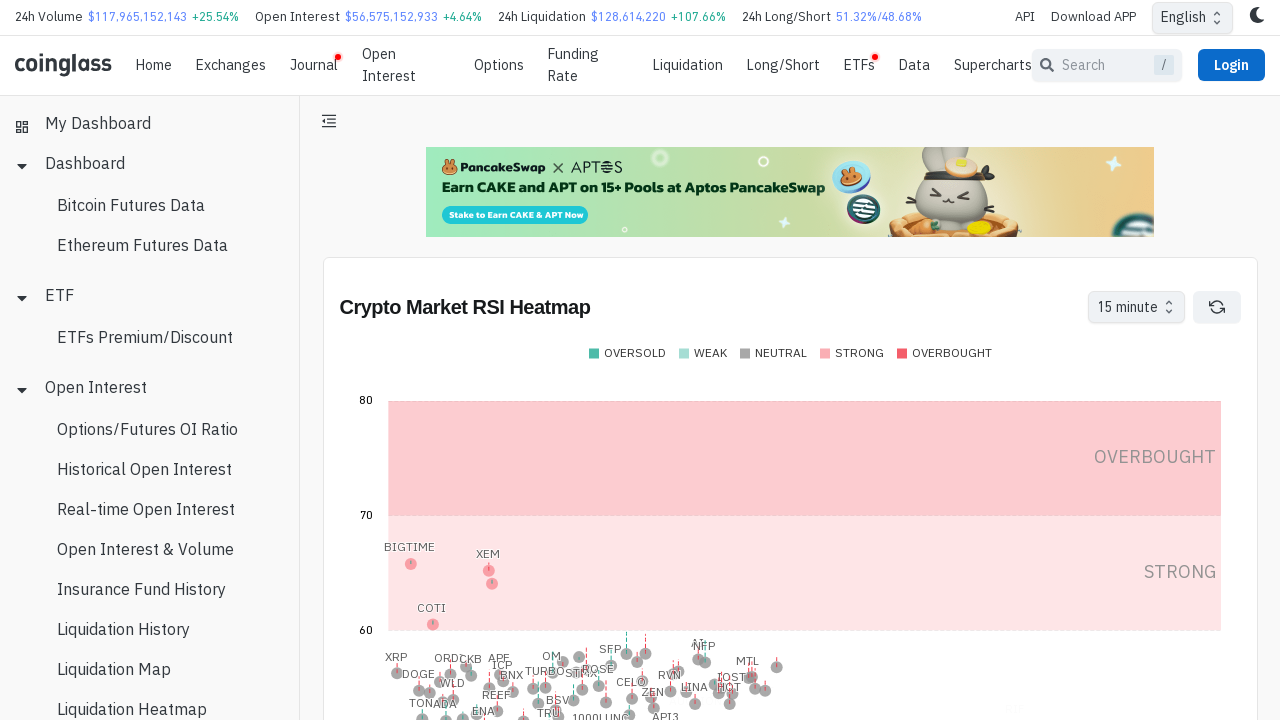 24h Volume $117,965,152,143 +25.54% Open Interest $56,575,152,933 +4.64% 24h Liquidation $128,614,220 +107.66% 24h Long/Short 51.32%/48.68% API Download APP English
coinglass Home Exchanges Journal Open Interest Options Funding Rate Liquidation Long/Short ETFs Data Supercharts Search / Login
My Dashboard
Dashboard
Bitcoin Futures Data
Ethereum Futures Data
ETF
ETFs Premium/Discount
Open Interest
Options/Futures OI Ratio
Historical Open Interest
Real-time Open Interest
Open Interest & Volume
Insurance Fund History
Liquidation History
Liquidation Map
Liquidation Heatmap
PancakeSwap × APTOS
Earn CAKE and APT on 15+ Pools at Aptos PancakeSwap
Stake to Earn CAKE & APT Now
Crypto Market RSI Heatmap
15 minute
OVERSOLD WEAK NEUTRAL STRONG OVERBOUGHT
80
OVERBOUGHT
70
BIGTIME
XEM
STRONG
COTI
60
SFP
NFP
XRP
ORDI
CKB
APE
OM
MTL
ICP
DOGE
BNX
TURBO
ROSE
RVN
IOST
WLD
CELO
LINA
HOT
REEF
ZEN
TON
ADA
BSV
ENA
TRU
1000LUNC
API3